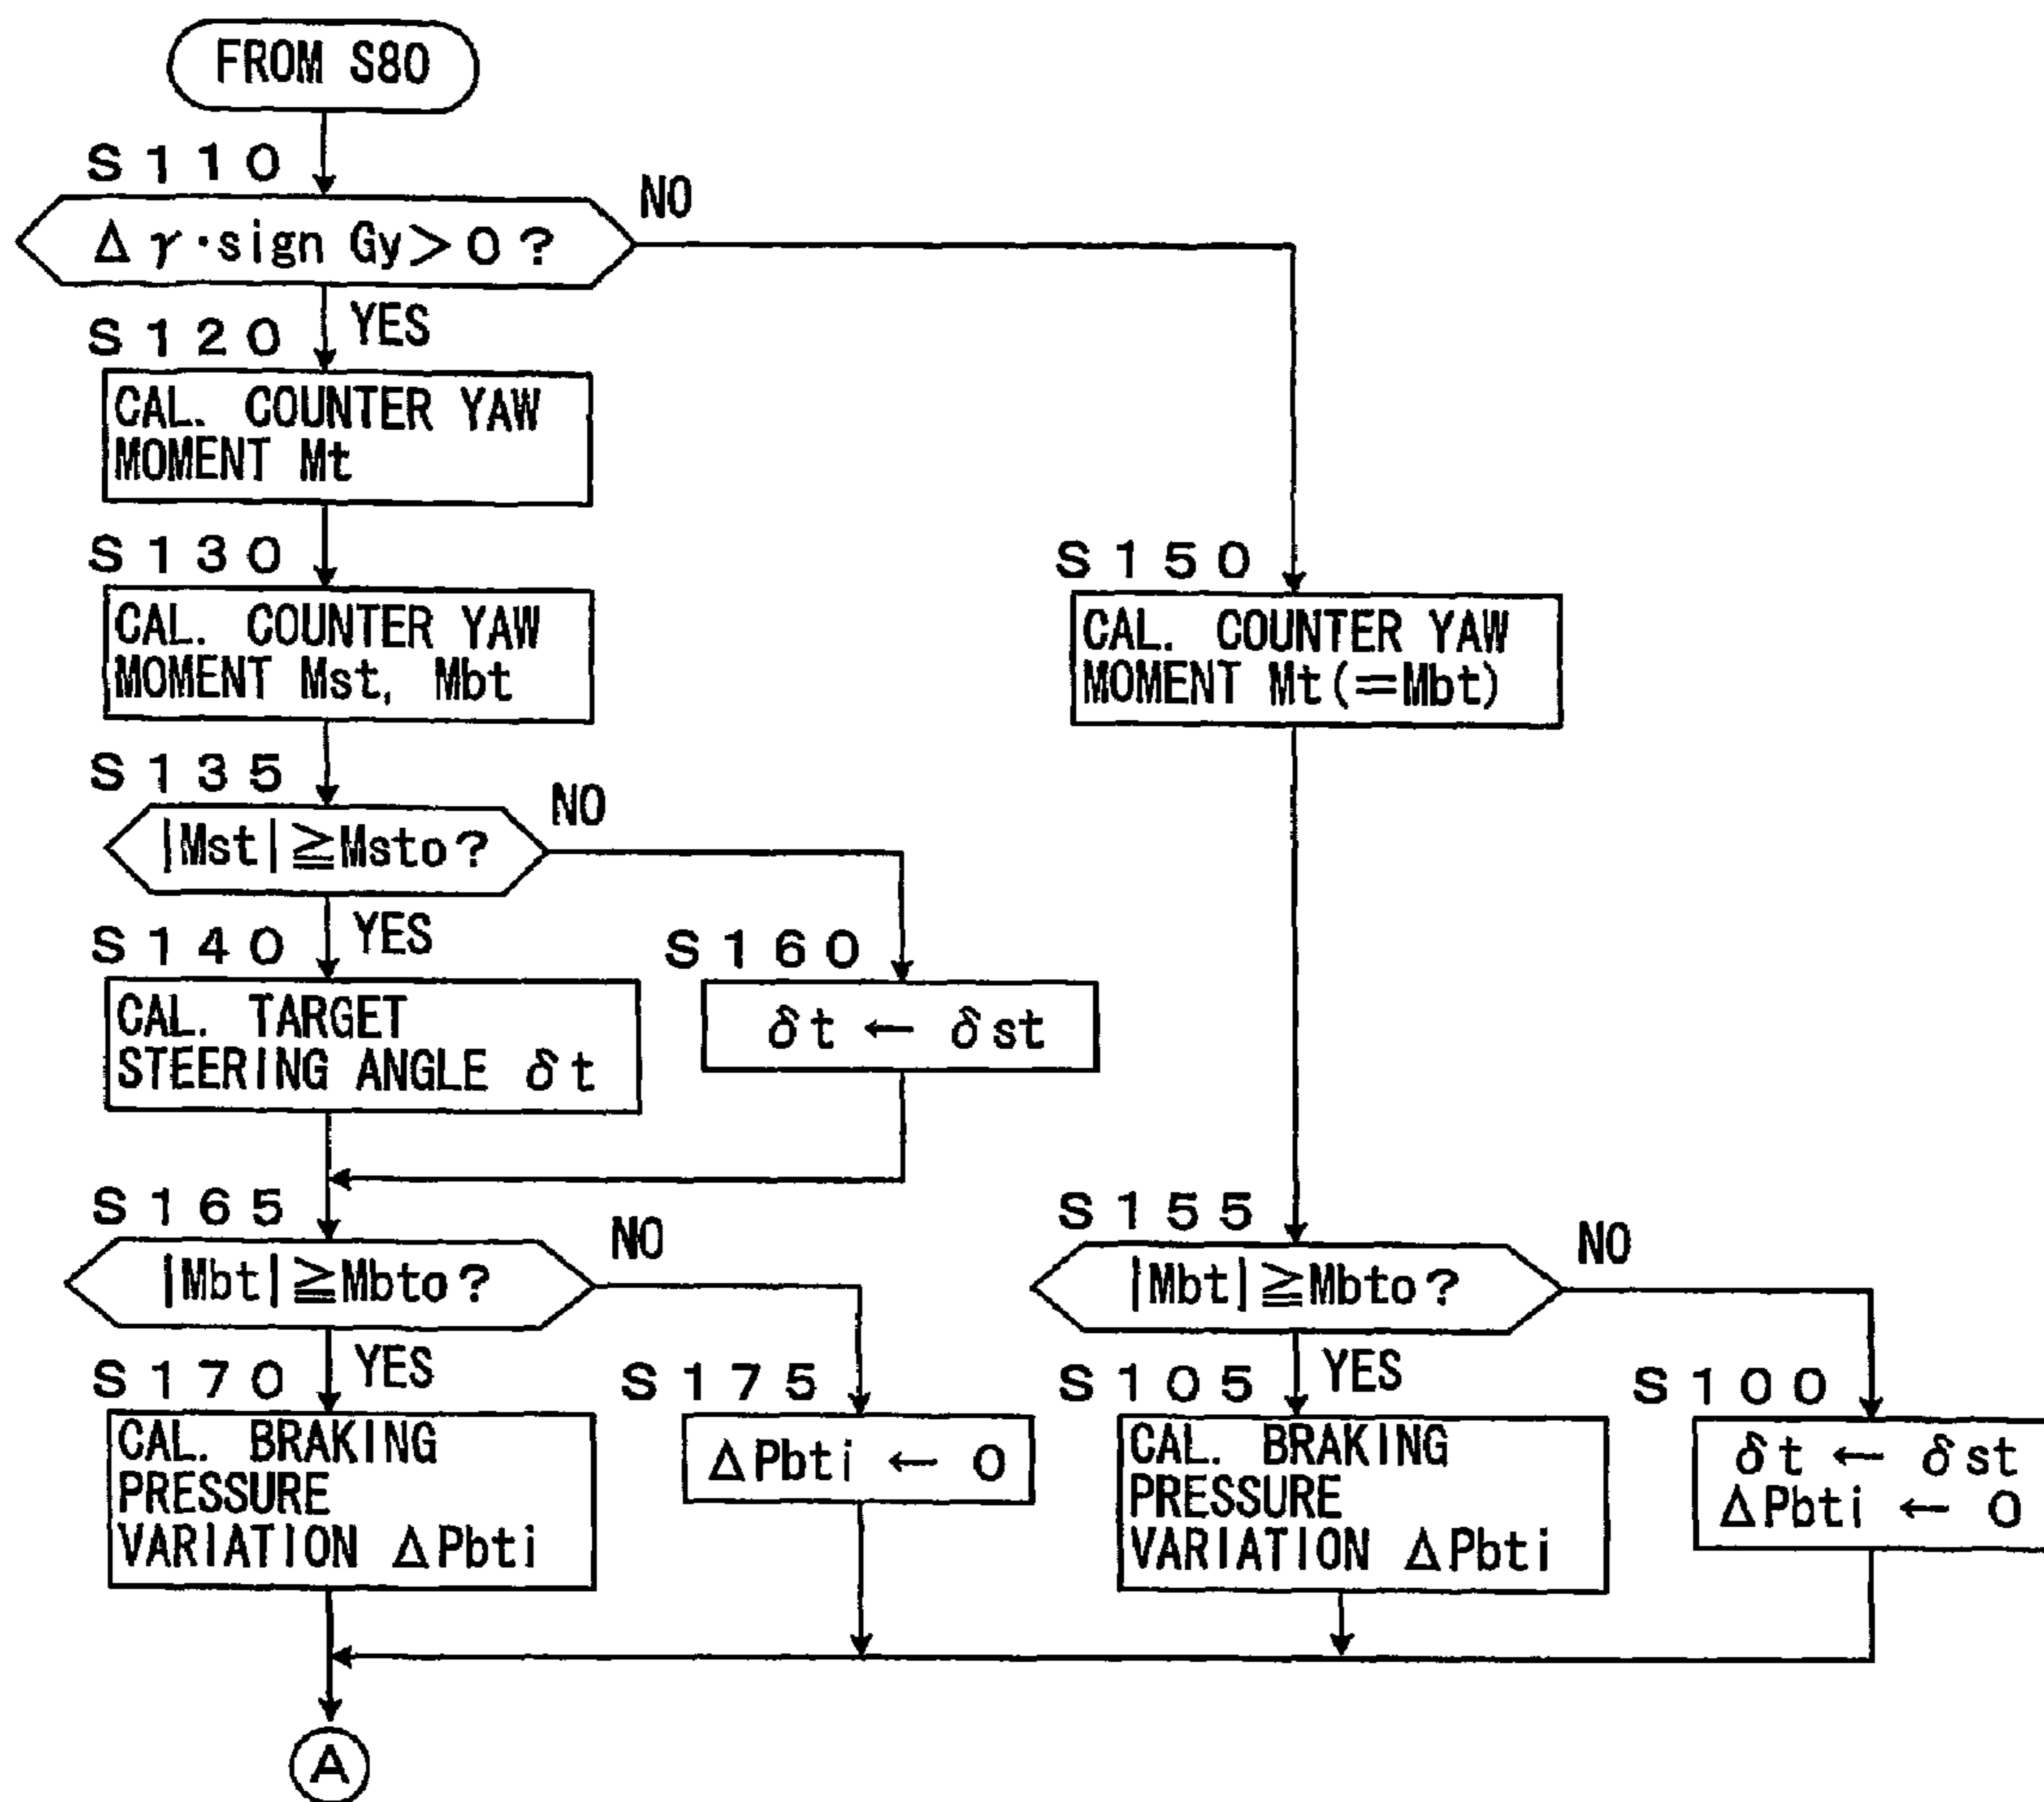 FROM S80
S110
Δγ·sign Gy>0?
NO
YES
S120
CAL. COUNTER YAW
MOMENT Mt
S130
CAL. COUNTER YAW
MOMENT Mst, Mbt
S150
CAL. COUNTER YAW
MOMENT Mt(=Mbt)
S135
|Mst|≧Msto?
NO
YES
S140
CAL. TARGET
STEERING ANGLE δt
S160
δt ← δst
S165
|Mbt|≧Mbto?
NO
YES
S155
|Mbt|≧Mbto?
NO
YES
S170
CAL. BRAKING
PRESSURE
VARIATION ΔPbti
S175
ΔPbti ← 0
S105
CAL. BRAKING
PRESSURE
VARIATION ΔPbti
S100
δt ← δst
ΔPbti ← 0
A